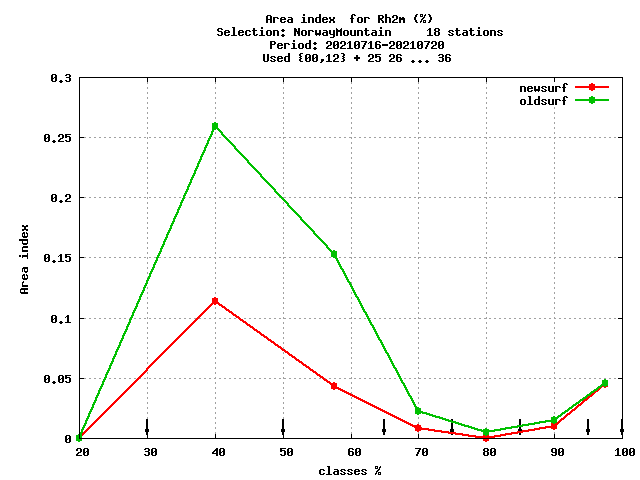 Area index  for Rh2m (%)
Selection: NorwayMountain     18 stations
Period: 20210716-20210720
Used {00,12} + 25 26 ... 36
0.3
0.25
0.2
0.15
0.1
0.05
0
Area index
newsurf
oldsurf
20 30 40 50 60 70 80 90 100
classes %